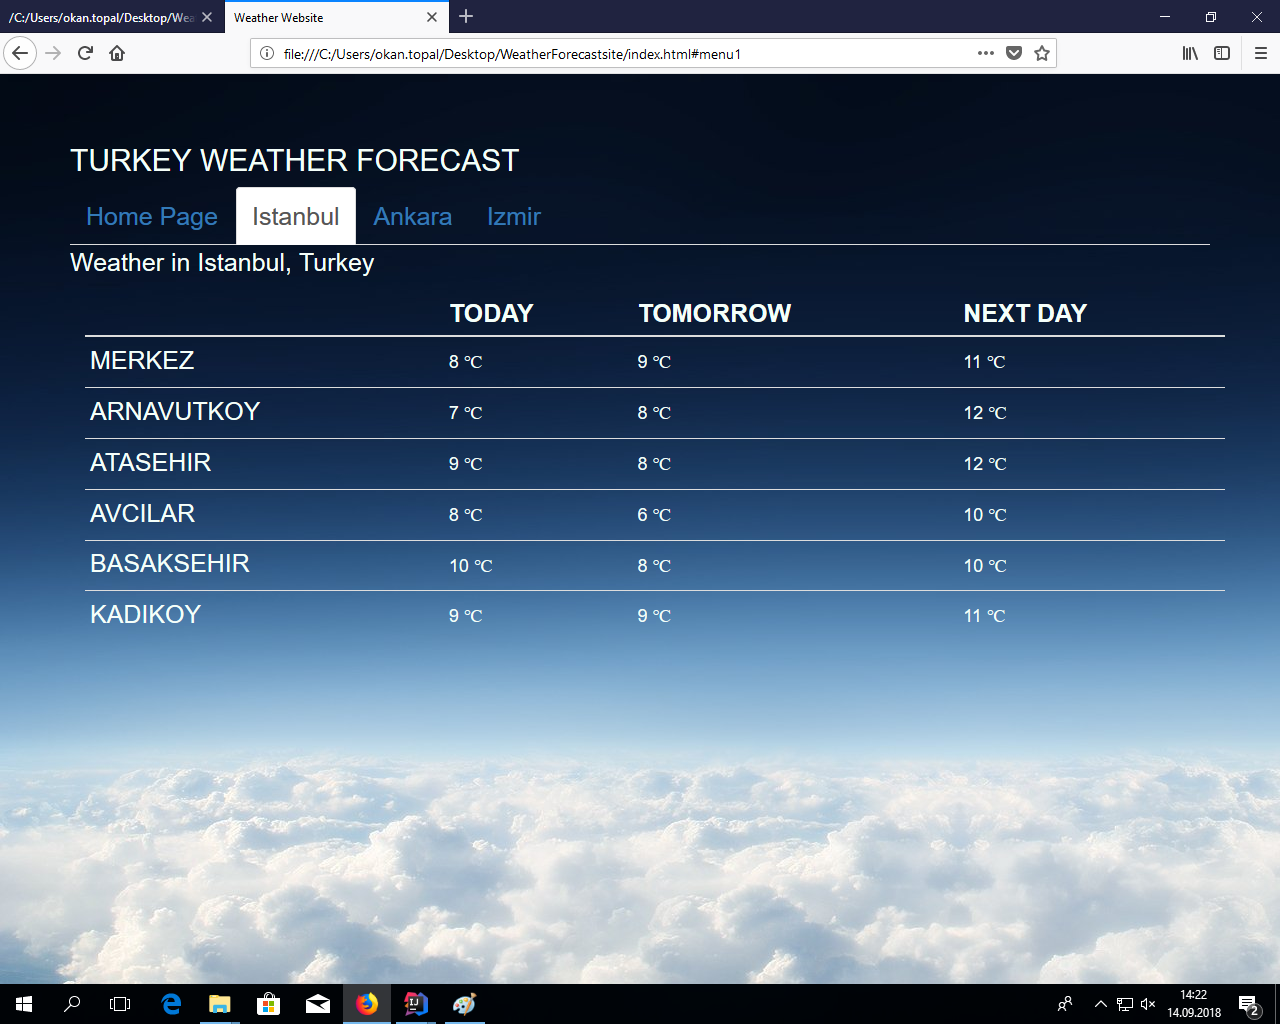 /C:/Users/okan.topal/Desktop/Wea
Weather Website
file:///C:/Users/okan.topal/Desktop/WeatherForecastsite/index.html#menu1
TURKEY WEATHER FORECAST
Home Page Istanbul Ankara Izmir
Weather in Istanbul, Turkey
TODAY TOMORROW NEXT DAY
MERKEZ 8 °C 9 °C 11 °C
ARNAVUTKOY 7 °C 8 °C 12 °C
ATASEHIR 9 °C 8 °C 12 °C
AVCILAR 8 °C 6 °C 10 °C
BASAKSEHIR 10 °C 8 °C 10 °C
KADIKOY 9 °C 9 °C 11 °C
IJ
14:22
14.09.2018
2